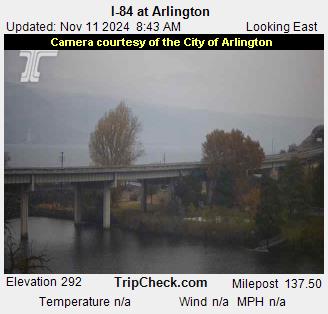 I-84 at Arlington
Updated: Nov 11 2024 8:43 AM Looking East
Camera courtesy of the City of Arlington
Elevation 292 TripCheck.com Milepost 137.50
Temperature n/a Wind n/a MPH n/a